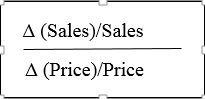 Δ (Sales)/Sales
Δ (Price)/Price